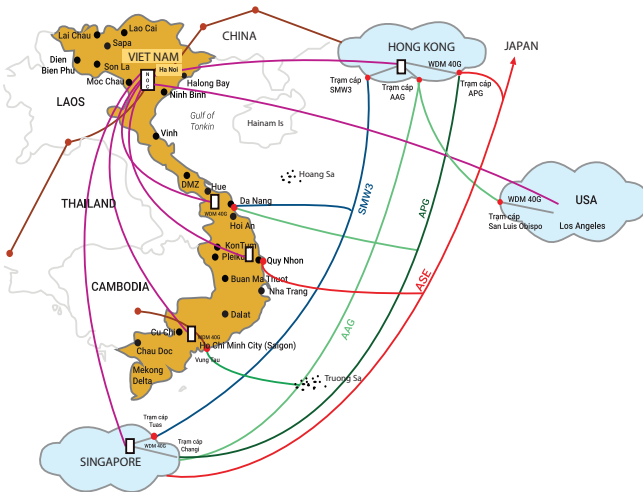 Lao Cai
Lai Chau
Sapa
CHINA
HONG KONG
JAPAN
Dien
Bien Phu
Son La
VIET NAM
Ha Noi
N
O
C
WDM 40G
Moc Chau
Halong Bay
Ninh Binh
Trạm cáp
SMW3
Trạm cáp
AAG
Trạm cáp
APG
LAOS
Gulf of
Tonkin
Hainam Is
Vinh
Hoang Sa
DMZ
Hue
Da Nang
WDM 40G
Hoi An
THAILAND
SMW3
APG
WDM 40G
USA
Trạm cáp
San Luis Obispo
Los Angeles
KonTum
Pleiku
Quy Nhon
Buon Ma Thuot
Nha Trang
ASE
CAMBODIA
Dalat
AAG
Cu Chi
WDM 40G
Ho Chi Minh City (Saigon)
Vung Tau
Chau Doc
Mekong
Delta
Truong Sa
Trạm cáp
Tuas
WDM 40G
Trạm cáp
Changi
SINGAPORE